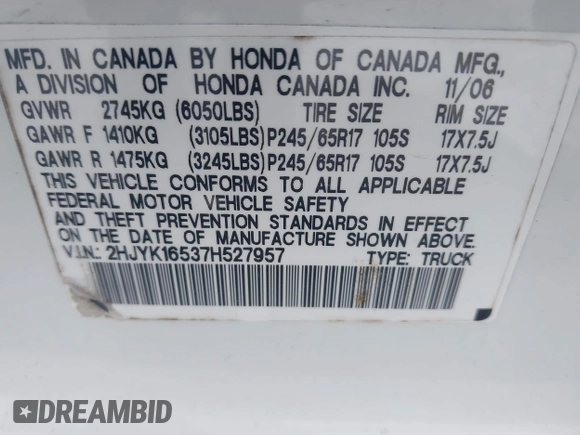 MFD. IN CANADA BY HONDA OF CANADA MFG.,
A DIVISION OF HONDA CANADA INC. 11/06
GVWR 2745KG (6050LBS) TIRE SIZE RIM SIZE
GAWR F 1410KG (3105LBS) P245/65R17 105S 17X7.5J
GAWR R 1475KG (3245LBS) P245/65R17 105S 17X7.5J
THIS VEHICLE CONFORMS TO ALL APPLICABLE
FEDERAL MOTOR VEHICLE SAFETY
AND THEFT PREVENTION STANDARDS IN EFFECT
ON THE DATE OF MANUFACTURE SHOWN ABOVE.
V.I.N.: 2HJYK16537H527957 TYPE: TRUCK
DREAMBID